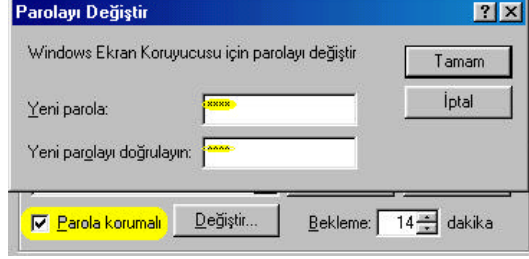 Parolayı Değiştir
Windows Ekran Koruyucusu için parolayı değiştir
Tamam
Yeni parola: ****
İptal
Yeni parolayı doğrulayın: ****
Parola korumalı Değiştir... Bekleme: 14 dakika